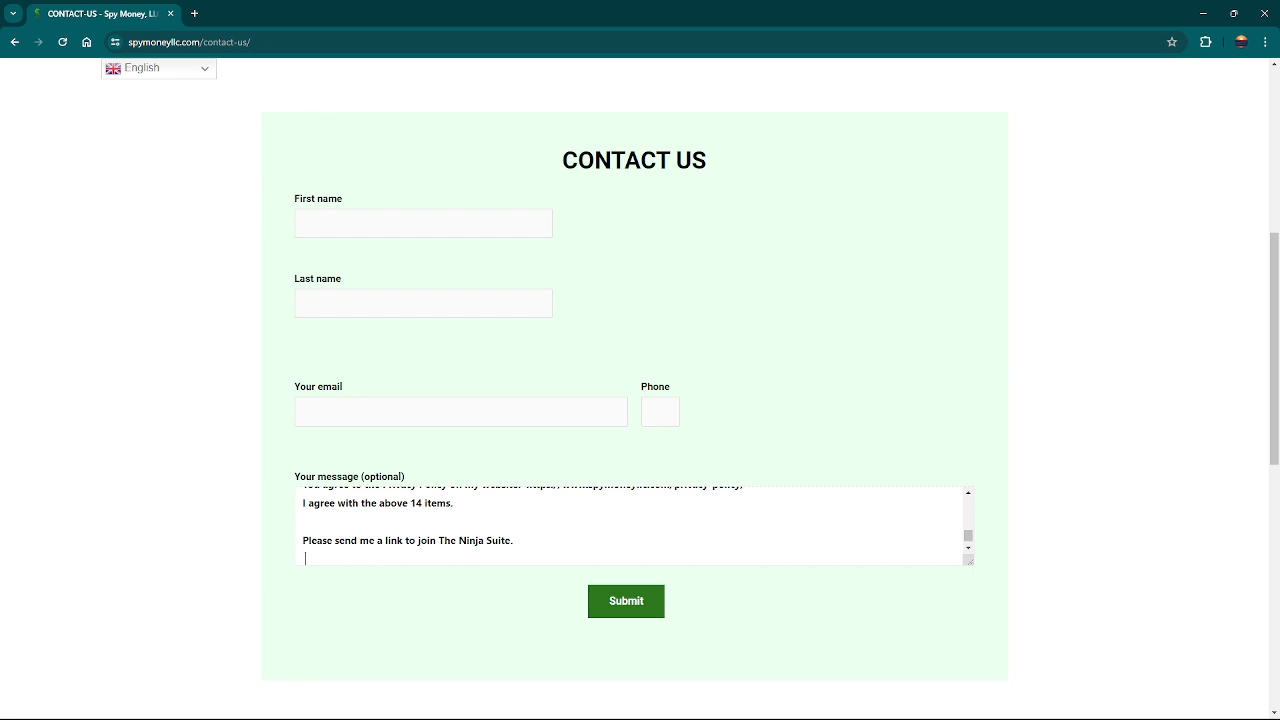 CONTACT-US - Spy Money, LL
spymoneyllc.com/contact-us/
English
CONTACT US
First name
Last name
Your email
Phone
Your message (optional)
I agree with the above 14 items.
Please send me a link to join The Ninja Suite.
Submit